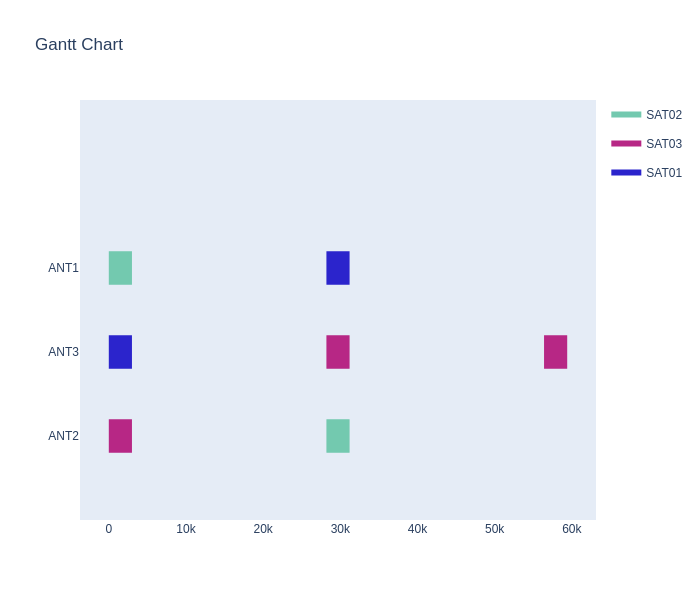 Gantt Chart
SAT02
SAT03
SAT01
ANT1
ANT3
ANT2
0 10k 20k 30k 40k 50k 60k